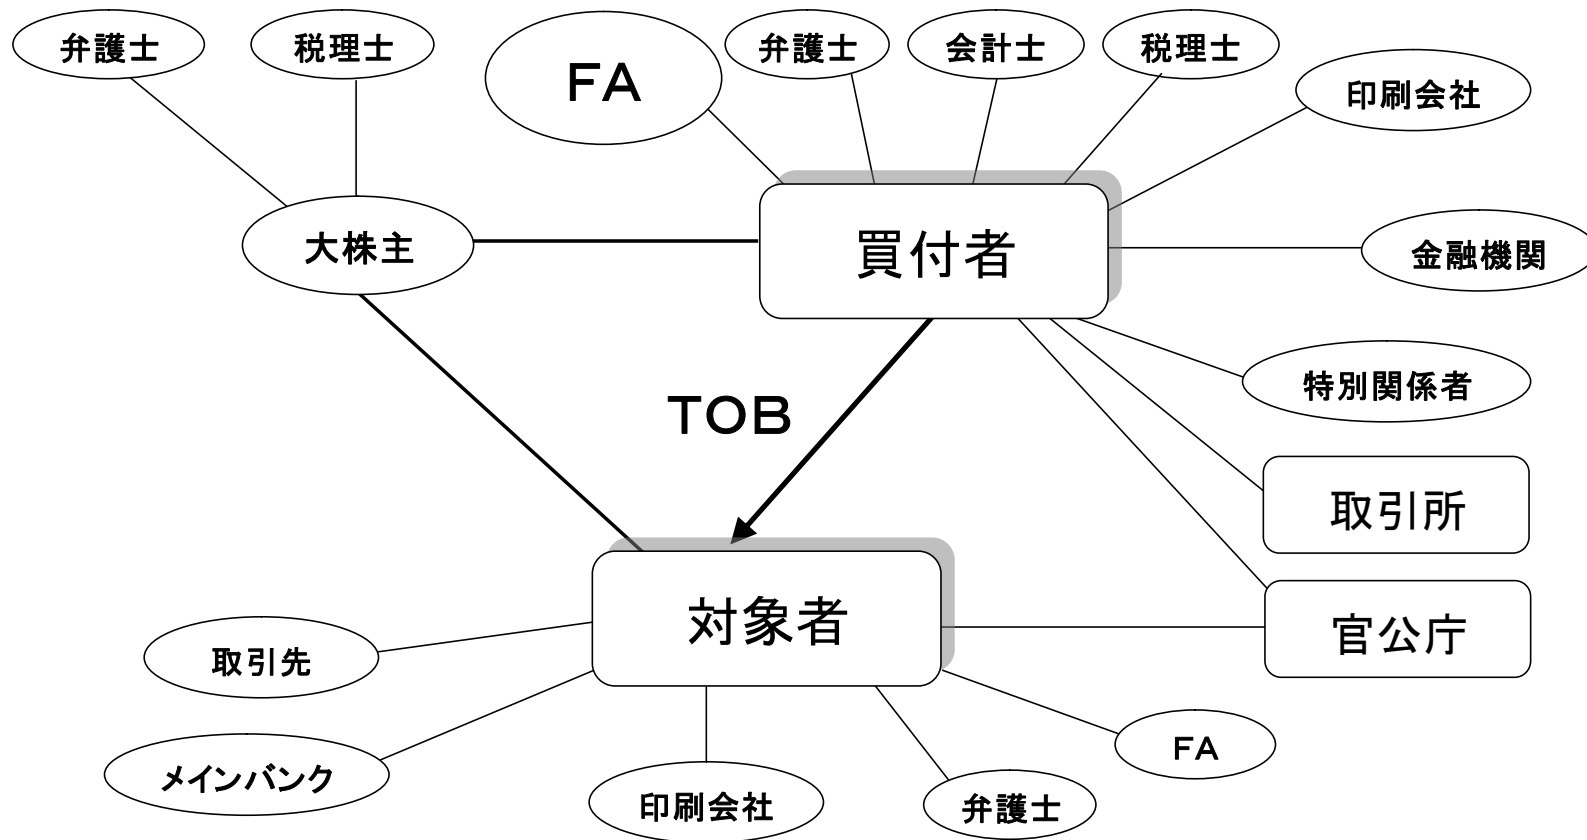 弁護士
税理士
FA
弁護士
会計士
税理士
印刷会社
大株主
買付者
金融機関
特別関係者
TOB
取引所
対象者
官公庁
取引先
メインバンク
印刷会社
弁護士
FA